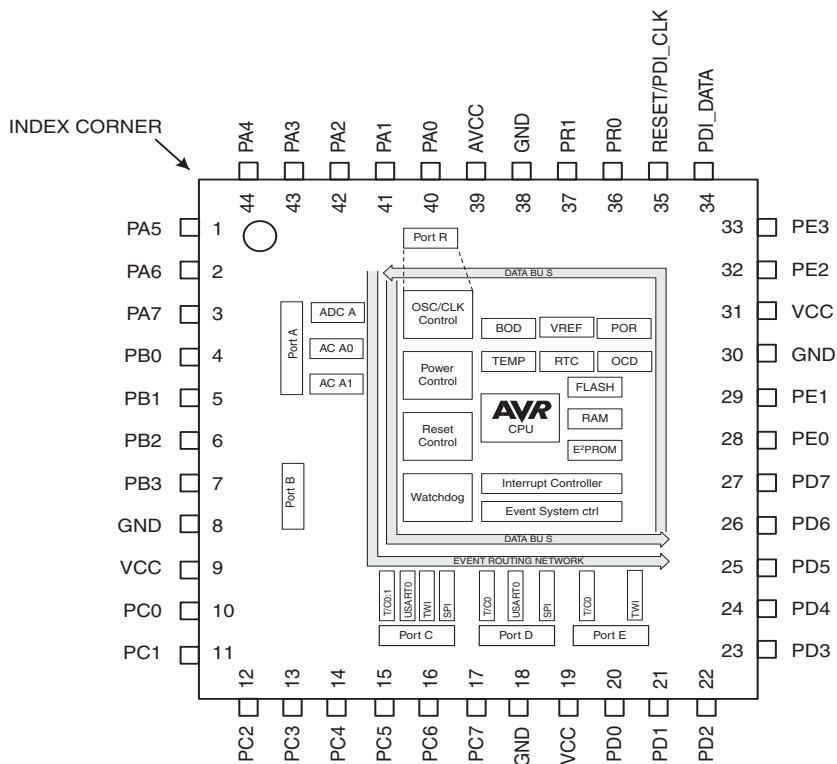 INDEX CORNER
PA4
PA3
PA2
PA1
PA0
AVCC
GND
PR1
PR0
RESET/PDI_CLK
PDI_DATA
44
43
42
41
40
39
38
37
36
35
34
PA5 1
PA6 2
PA7 3
PB0 4
PB1 5
PB2 6
PB3 7
GND 8
VCC 9
PC0 10
PC1 11
33 PE3
32 PE2
31 VCC
30 GND
29 PE1
28 PE0
27 PD7
26 PD6
25 PD5
24 PD4
23 PD3
Port R
DATA BU S
OSC/CLK
Control
Power
Control
Reset
Control
Watchdog
Port A
ADC A
AC A0
AC A1
Port B
BOD
VREF
POR
TEMP
RTC
OCD
FLASH
AVR
CPU
RAM
E²PROM
Interrupt Controller
Event System ctrl
DATA BU S
EVENT ROUTING NETWORK
T/C0:1
USART0
TWI
SPI
T/C0
USART0
SPI
T/C0
TWI
Port C
Port D
Port E
12
13
14
15
16
17
18
19
20
21
22
PC2
PC3
PC4
PC5
PC6
PC7
GND
VCC
PD0
PD1
PD2